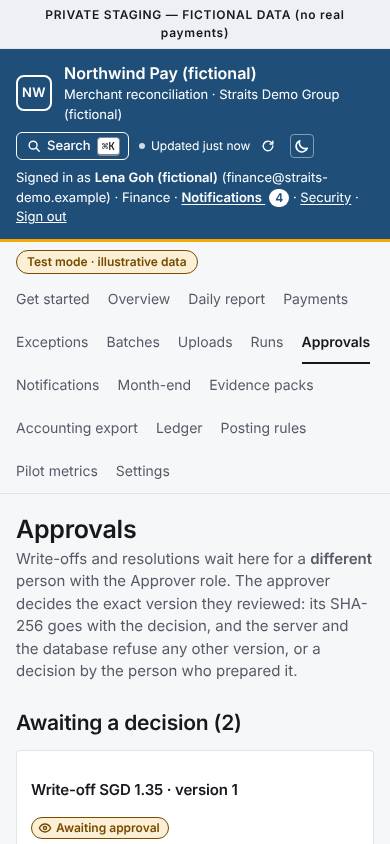 PRIVATE STAGING — FICTIONAL DATA (no real
payments)
NW
Northwind Pay (fictional)
Merchant reconciliation · Straits Demo Group
(fictional)
Search ⌘K Updated just now
Signed in as Lena Goh (fictional) (finance@straits-
demo.example) · Finance · Notifications 4 · Security ·
Sign out
Test mode · illustrative data
Get started Overview Daily report Payments
Exceptions Batches Uploads Runs Approvals
Notifications Month-end Evidence packs
Accounting export Ledger Posting rules
Pilot metrics Settings
Approvals
Write-offs and resolutions wait here for a different
person with the Approver role. The approver
decides the exact version they reviewed: its SHA-
256 goes with the decision, and the server and
the database refuse any other version, or a
decision by the person who prepared it.
Awaiting a decision (2)
Write-off SGD 1.35 · version 1
Awaiting approval